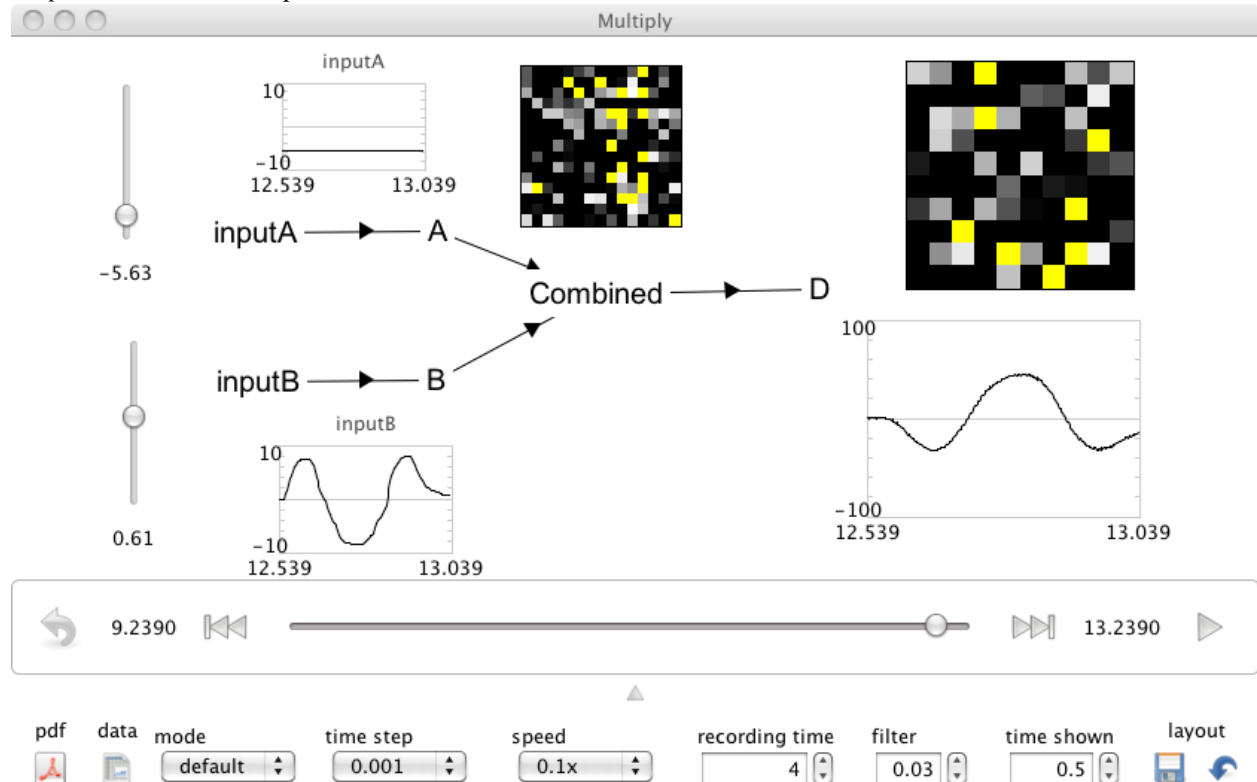 Multiply
inputA
10
-10
12.539 13.039
inputA A
-5.63
Combined D
inputB B
inputB
10
-10
12.539 13.039
0.61
100
-100
12.539 13.039
9.2390 13.2390
pdf data mode time step speed recording time filter time shown layout
default 0.001 0.1x 4 0.03 0.5